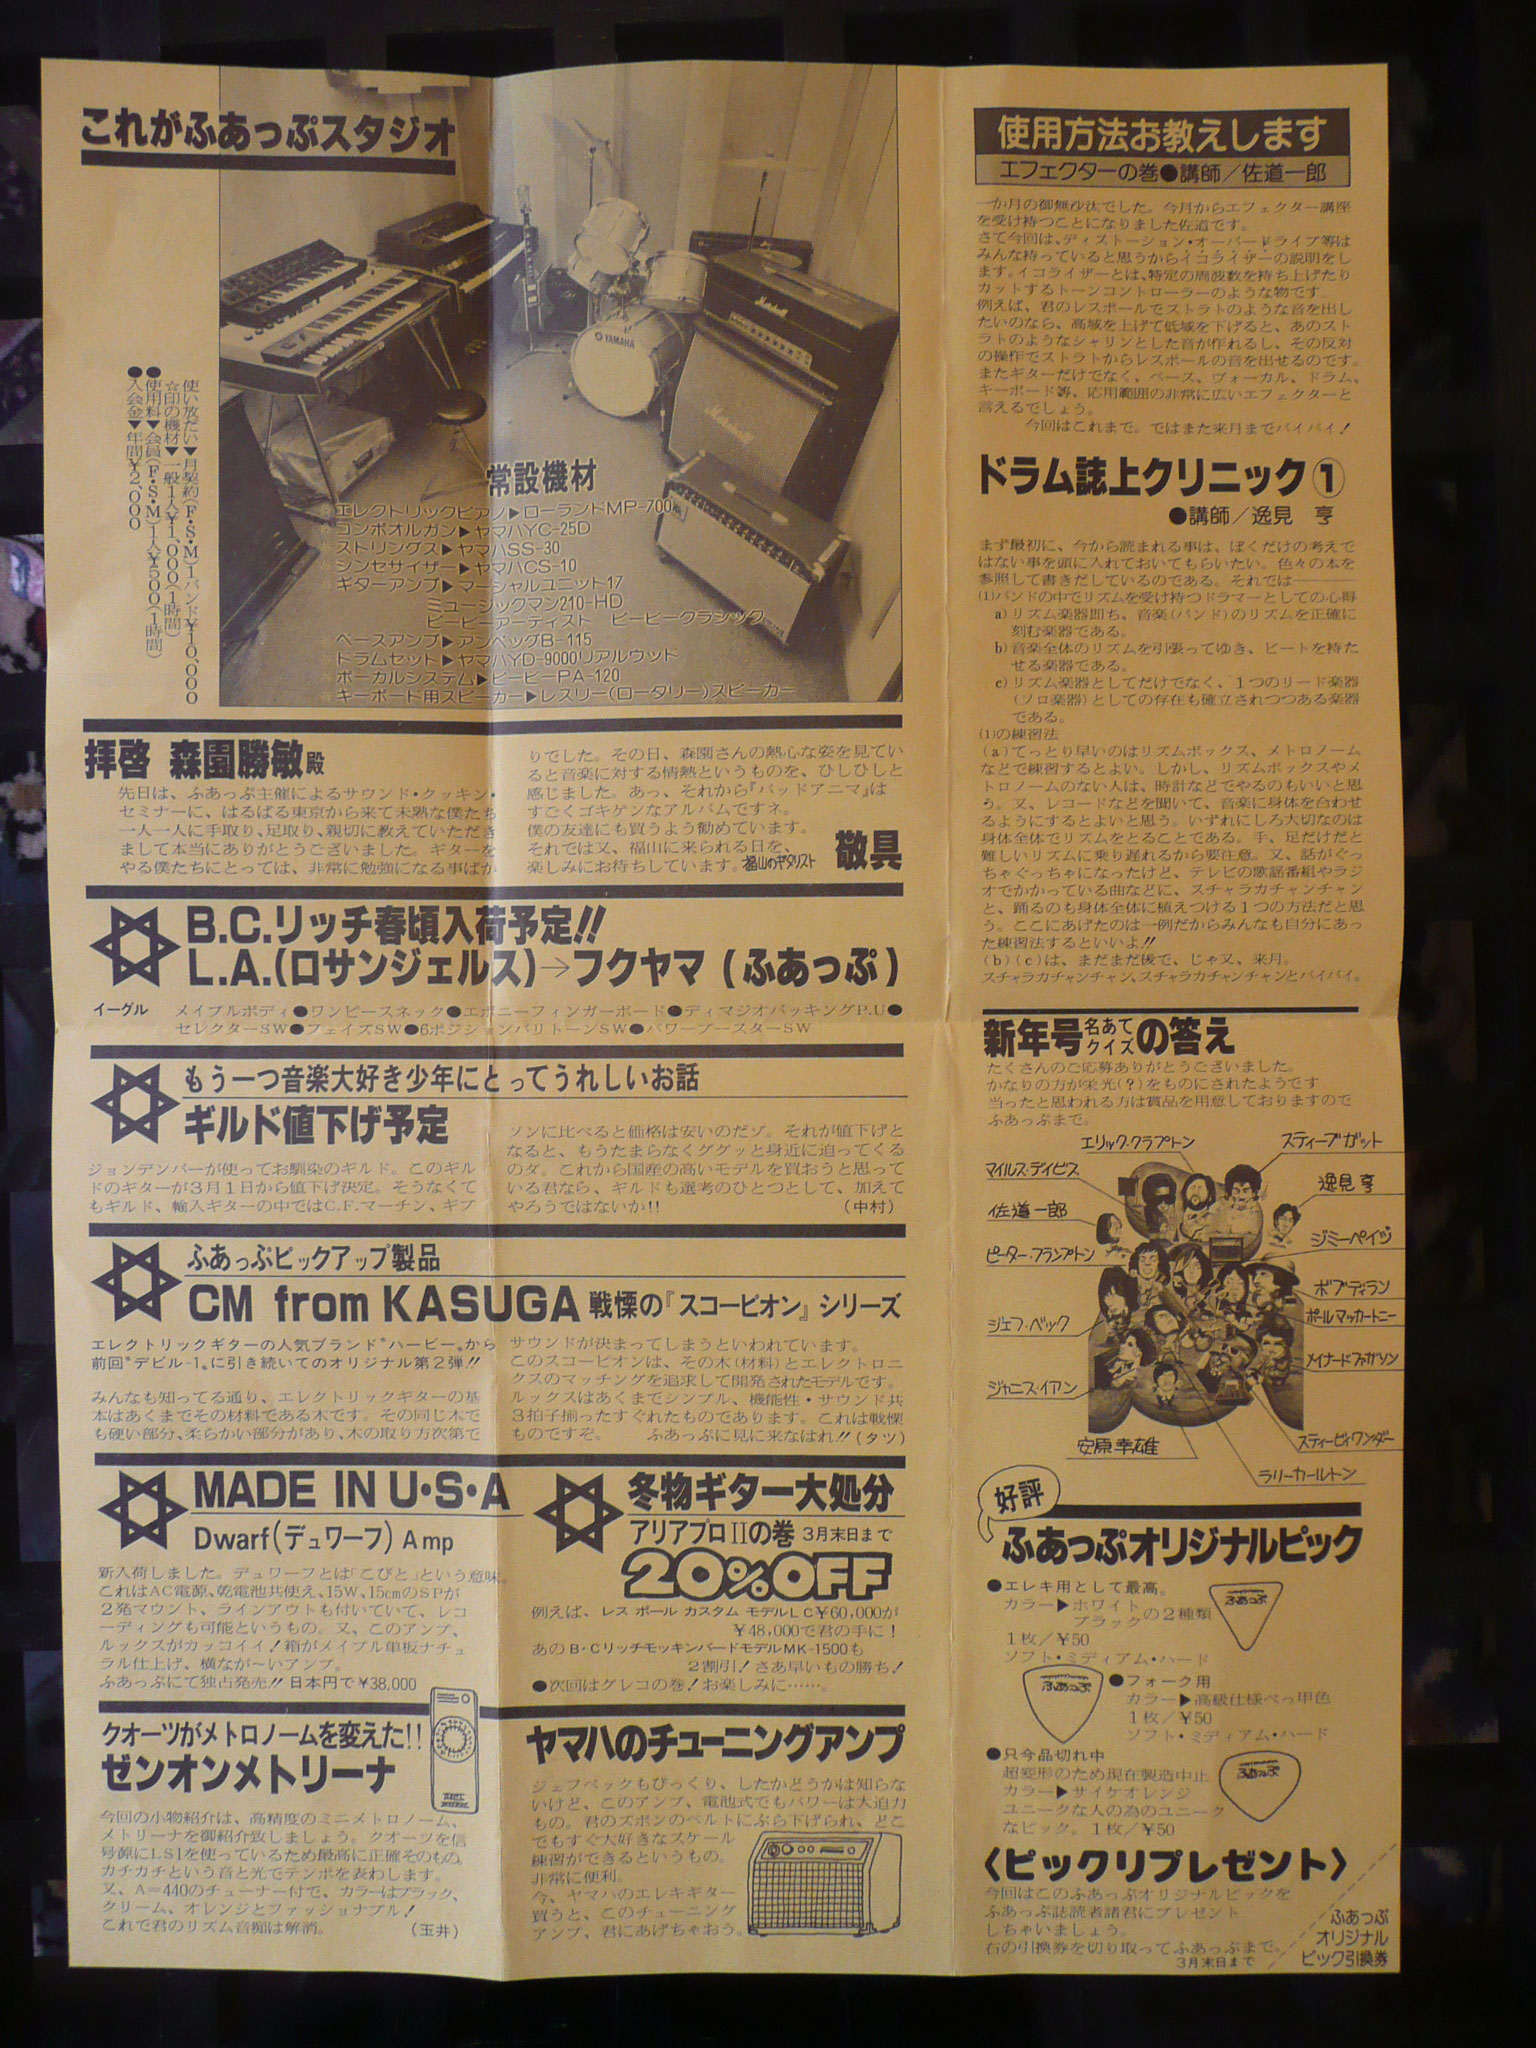 これがふあっぷスタジオ
使い放だい▼月契約(F・S・M)1バンド¥10,000
☆印の機材▼一般1人¥1,000(1時間)
●使用料▼会員(F・S・M)1人¥500(1時間)
●入会金▼年間¥2,000
YAMAHA
Marshall
Marshall
常設機材
エレクトリックピアノ▶ローランドMP-700
コンボオルガン▶ヤマハYC-25D
ストリングス▶ヤマハSS-30
シンセサイザー▶ヤマハCS-10
ギターアンプ▶マーシャルユニット17
ミュージックマン210-HD
ピービーアーティスト ピービークラシック
ベースアンプ▶アンペッグB-115
ドラムセット▶ヤマハYD-9000リアルウット
ボーカルシステム▶ピービーPA-120
キーボード用スピーカー▶レスリー(ロータリー)スピーカー
拝啓 森園勝敏殿
先日は、ふあっぷ主催によるサウンド・クッキン・
セミナーに、はるばる東京から来て未熟な僕たち
一人一人に手取り、足取り、親切に教えていただき
まして本当にありがとうございました。ギターを
やる僕たちにとっては、非常に勉強になる事ばか
りでした。その日、森園さんの熱心な姿を見てい
ると音楽に対する情熱というものを、ひしひしと
感じました。あっ、それから『バッドアニマ』は
すごくゴキゲンなアルバムですネ。
僕の友達にも買うよう勧めています。
それでは又、福山に来られる日を、
楽しみにお待ちしています。福山のギタリスト
敬具
B.C.リッチ春頃入荷予定!!
L.A.(ロサンジェルス)→フクヤマ(ふあっぷ)
イーグル メイプルボディ●ワンピースネック●エボニーフィンガーボード●ディマジオバッキングP.U●
セレクターSW●フェイズSW●6ポジションバリトーンSW●パワーブースターSW
もう一つ音楽大好き少年にとってうれしいお話
ギルド値下げ予定
ジョンデンバーが使ってお馴染のギルド。このギル
ドのギターが3月1日から値下げ決定。そうなくて
もギルド、輸入ギターの中ではC.F.マーチン、ギブ
ソンに比べると価格は安いのだゾ。それが値下げと
なると、もうたまらなくググッと身近に迫ってくる
のダ。これから国産の高いモデルを買おうと思って
いる君なら、ギルドも選考のひとつとして、加えて
やろうではないか!! (中村)
ふあっぷピックアップ製品
CM from KASUGA 戦慄の『スコーピオン』シリーズ
エレクトリックギターの人気ブランド“ハービー„から
前回“デビル-1„に引き続いてのオリジナル第2弾!!
みんなも知ってる通り、エレクトリックギターの基
本はあくまでその材料である木です。その同じ木で
も硬い部分、柔らかい部分があり、木の取り方次第で
サウンドが決まってしまうといわれています。
このスコーピオンは、その木(材料)とエレクトロニ
クスのマッチングを追求して開発されたモデルです。
ルックスはあくまでシンプル、機能性・サウンド共
3拍子揃ったすぐれたものであります。これは戦慄
ものですぞ。 ふあっぷに見に来なはれ!!(タツ)
MADE IN U・S・A
Dwarf(デュワーフ)Amp
新入荷しました。デュワーフとは「こびと」という意味。
これはAC電源、乾電池共使え、15W、15㎝のSPが
2発マウント、ラインアウトも付いていて、レコ
ーディングも可能というもの。又、このアンプ、
ルックスがカッコイイ!箱がメイプル単板ナチュ
ラル仕上げ、横なが〜いアンプ。
ふあっぷにて独占発売!! 日本円で¥38,000
冬物ギター大処分
アリアプロⅡの巻 3月末日まで
20%OFF
例えば、レス ポール カスタム モデルLC¥60,000が
¥48,000で君の手に!
あのB・CリッチモッキンバードモデルMK-1500も
2割引!さあ早いもの勝ち!
●次回はグレコの巻!お楽しみに……。
クオーツがメトロノームを変えた!!
ゼンオンメトリーナ
今回の小物紹介は、高精度のミニメトロノーム、
メトリーナを御紹介致しましょう。クオーツを信
号源にLSIを使っているため最高に正確そのもの。
カチカチという音と光でテンポを表わします。
又、A=440のチューナー付で、カラーはブラック、
クリーム、オレンジとファッショナブル!
これで君のリズム音痴は解消。 (玉井)
ヤマハのチューニングアンプ
ジェフベックもびっくり、したかどうかは知らな
いけど、このアンプ、電池式でもパワーは大迫力
もの。君のズボンのベルトにぶら下げられ、どこ
でもすぐ大好きなスケール
練習ができるというもの。
非常に便利。
今、ヤマハのエレキギター
買うと、このチューニング
アンプ、君にあげちゃおう。
使用方法お教えします
エフェクターの巻●講師/佐道一郎
一か月の御無沙汰でした。今月からエフェクター講座
を受け持つことになりました佐道です。
さて今回は、ディストーション・オーバードライブ等は
みんな持っていると思うからイコライザーの説明をし
ます。イコライザーとは、特定の周波数を持ち上げたり
カットするトーンコントローラーのような物です。
例えば、君のレスポールでストラトのような音を出し
たいのなら、高域を上げて低域を下げると、あのスト
ラトのようなシャリンとした音が作れるし、その反対
の操作でストラトからレスポールの音を出せるのです。
またギターだけでなく、ベース、ヴォーカル、ドラム、
キーボード等、応用範囲の非常に広いエフェクターと
言えるでしょう。
今回はこれまで。ではまた来月までバイバイ!
ドラム誌上クリニック①
●講師/逸見 亨
まず最初に、今から読まれる事は、ぼくだけの考えで
はない事を頭に入れておいてもらいたい。色々の本を
参照して書きだしているのである。それでは――
(1)バンドの中でリズムを受け持つドラマーとしての心得
a)リズム楽器即ち、音楽(バンド)のリズムを正確に
刻む楽器である。
b)音楽全体のリズムを引張ってゆき、ビートを持た
せる楽器である。
c)リズム楽器としてだけでなく、1つのリード楽器
(ソロ楽器)としての存在も確立されつつある楽器
である。
(1)の練習法
(a)てっとり早いのはリズムボックス、メトロノーム
などで練習するとよい。しかし、リズムボックスやメ
トロノームのない人は、時計などでやるのもいいと思
う。又、レコードなどを聞いて、音楽に身体を合わせ
るようにするとよいと思う。いずれにしろ大切なのは
身体全体でリズムをとることである。手、足だけだと
難しいリズムに乗り遅れるから要注意。又、話がぐっ
ちゃぐっちゃになったけど、テレビの歌謡番組やラジ
オでかかっている曲などに、スチャラカチャンチャン
と、踊るのも身体全体に植えつける1つの方法だと思
う。ここにあげたのは一例だからみんなも自分にあっ
た練習法するといいよ!!
(b)(c)は、まだまだ後で、じゃ又、来月。
スチャラカチャンチャン、スチャラカチャンチャンとバイバイ。
新年号名あてクイズの答え
たくさんのご応募ありがとうございました。
かなりの方が栄光(?)をものにされたようです
当ったと思われる方は賞品を用意しておりますので
ふあっぷまで。
エリック・クラプトン
スティーブガット
マイルス・デイビス
逸見亨
佐道一郎
ジミーペイジ
ピーター・フランプトン
ボブディラン
ポールマッカートニー
ジェフ・ベック
メイナードファガソン
ジャニス・イアン
スティービィワンダー
安原幸雄
ラリーカールトン
好評
ふあっぷオリジナルピック
●エレキ用として最高。
カラー▶ホワイト
ブラックの2種類
1枚/¥50
ソフト・ミディアム・ハード
ふあっぷ
●フォーク用
カラー▶高級仕様べっ甲色
1枚/¥50
ソフト・ミディアム・ハード
ふあっぷ
●只今品切れ中
超変形のため現在製造中止
カラー▶サイケオレンジ
ユニークな人の為のユニーク
なピック。1枚/¥50
ふあっぷ
〈ピックリプレゼント〉
今回はこのふあっぷオリジナルピックを
ふあっぷ誌読者諸君にプレゼント
しちゃいましょう。
右の引換券を切り取ってふあっぷまで。
3月末日まで
ふあっぷ
オリジナル
ピック引換券